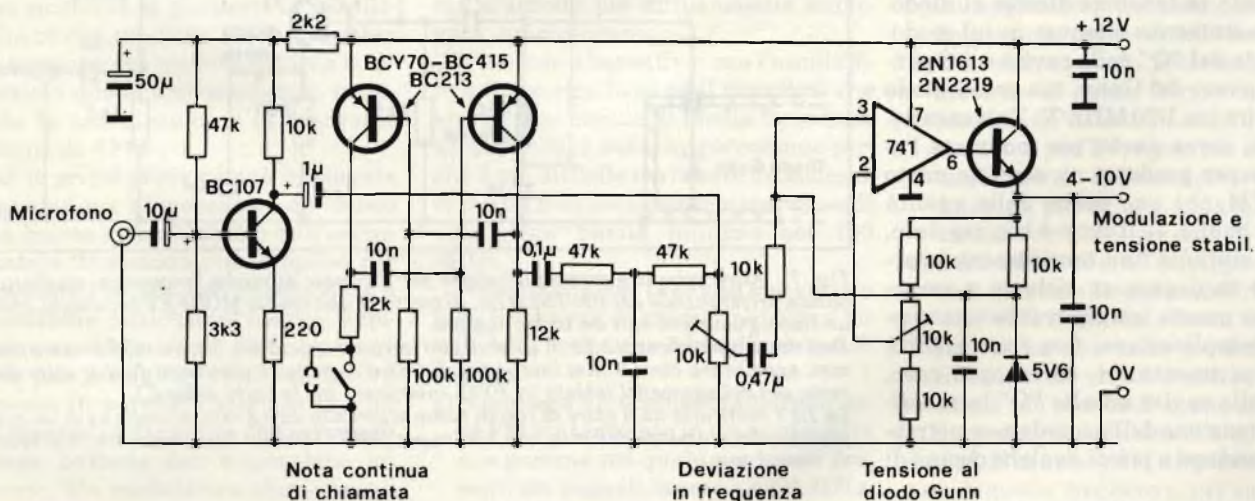 2k2
+ 12V
BCY70-BC415
BC213
2N1613
2N2219
10n
+
50µ
47k
10k
3
7
741
2
6
4
BC107
+
1µ
4 - 10V
Microfono
10µ
+
10n
Modulazione e
tensione stabil.
10n
0,1µ
47k
47k
10k
10k
10k
12k
10n
10n
10k
10n
3k3
220
12k
0,47µ
5V6
0V
100k
100k
10k
Nota continua
di chiamata
Deviazione
in frequenza
Tensione al
diodo Gunn